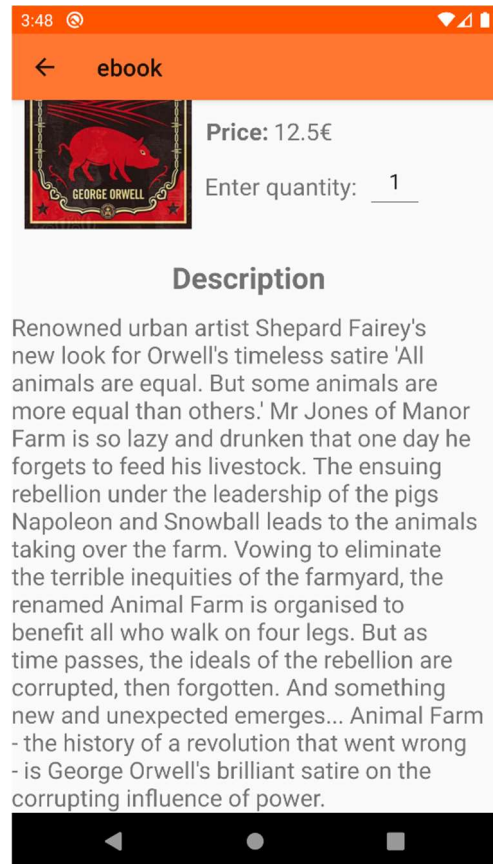 3:48
ebook
Price: 12.5€
GEORGE ORWELL
Enter quantity: 1
Description
Renowned urban artist Shepard Fairey's
new look for Orwell's timeless satire 'All
animals are equal. But some animals are
more equal than others.' Mr Jones of Manor
Farm is so lazy and drunken that one day he
forgets to feed his livestock. The ensuing
rebellion under the leadership of the pigs
Napoleon and Snowball leads to the animals
taking over the farm. Vowing to eliminate
the terrible inequities of the farmyard, the
renamed Animal Farm is organised to
benefit all who walk on four legs. But as
time passes, the ideals of the rebellion are
corrupted, then forgotten. And something
new and unexpected emerges... Animal Farm
- the history of a revolution that went wrong
- is George Orwell's brilliant satire on the
corrupting influence of power.